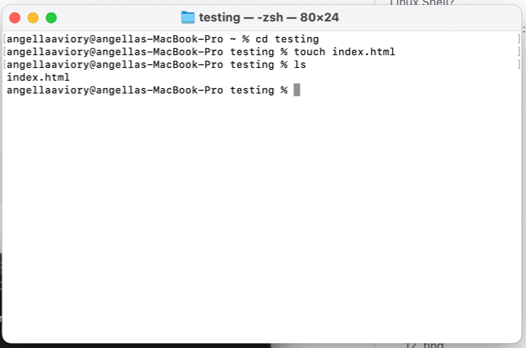 Linux Shell?
testing — -zsh — 80×24
[angellaaviory@angellas-MacBook-Pro ~ % cd testing ]
[angellaaviory@angellas-MacBook-Pro testing % touch index.html ]
[angellaaviory@angellas-MacBook-Pro testing % ls ]
index.html
angellaaviory@angellas-MacBook-Pro testing %
12. find